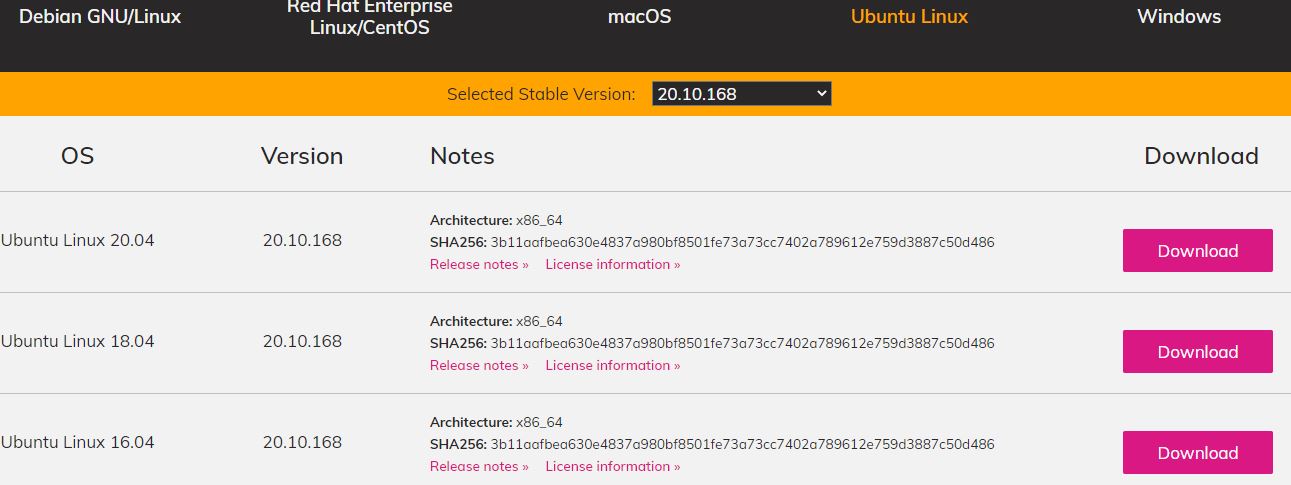 Debian GNU/Linux
Red Hat Enterprise
Linux/CentOS
macOS
Ubuntu Linux
Windows
Selected Stable Version: 20.10.168
OS Version Notes Download
Ubuntu Linux 20.04 20.10.168
Architecture: x86_64
SHA256: 3b11aafbea630e4837a980bf8501fe73a73cc7402a789612e759d3887c50d486
Release notes » License information »
Download
Ubuntu Linux 18.04 20.10.168
Architecture: x86_64
SHA256: 3b11aafbea630e4837a980bf8501fe73a73cc7402a789612e759d3887c50d486
Release notes » License information »
Download
Ubuntu Linux 16.04 20.10.168
Architecture: x86_64
SHA256: 3b11aafbea630e4837a980bf8501fe73a73cc7402a789612e759d3887c50d486
Release notes » License information »
Download